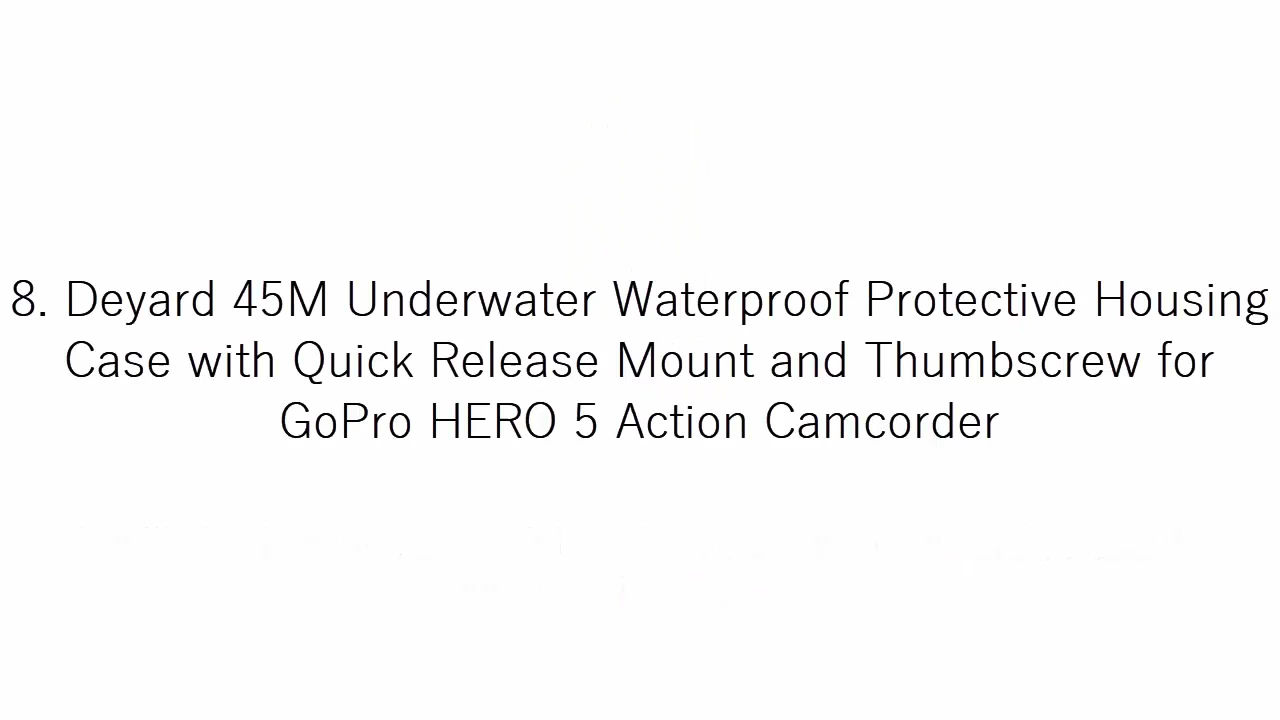 8. Deyard 45M Underwater Waterproof Protective Housing
Case with Quick Release Mount and Thumbscrew for
GoPro HERO 5 Action Camcorder